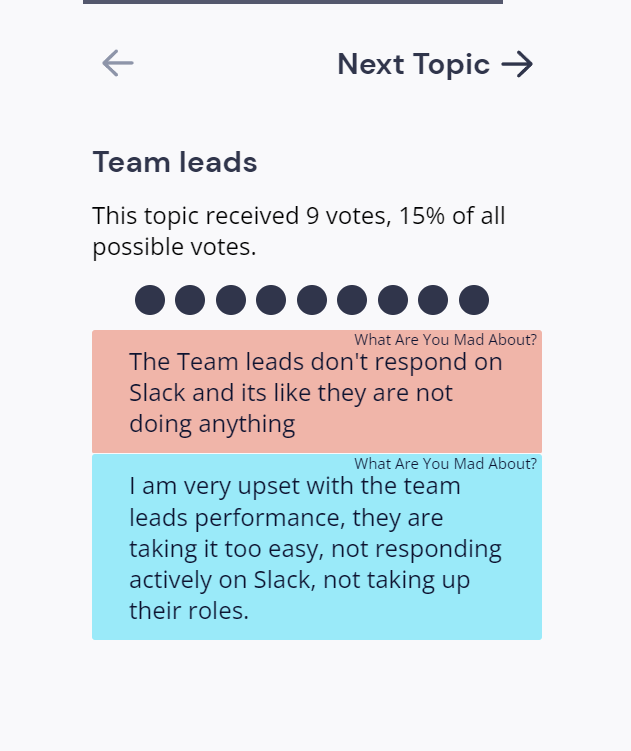 Next Topic
Team leads
This topic received 9 votes, 15% of all
possible votes.
What Are You Mad About?
The Team leads don't respond on
Slack and its like they are not
doing anything
What Are You Mad About?
I am very upset with the team
leads performance, they are
taking it too easy, not responding
actively on Slack, not taking up
their roles.